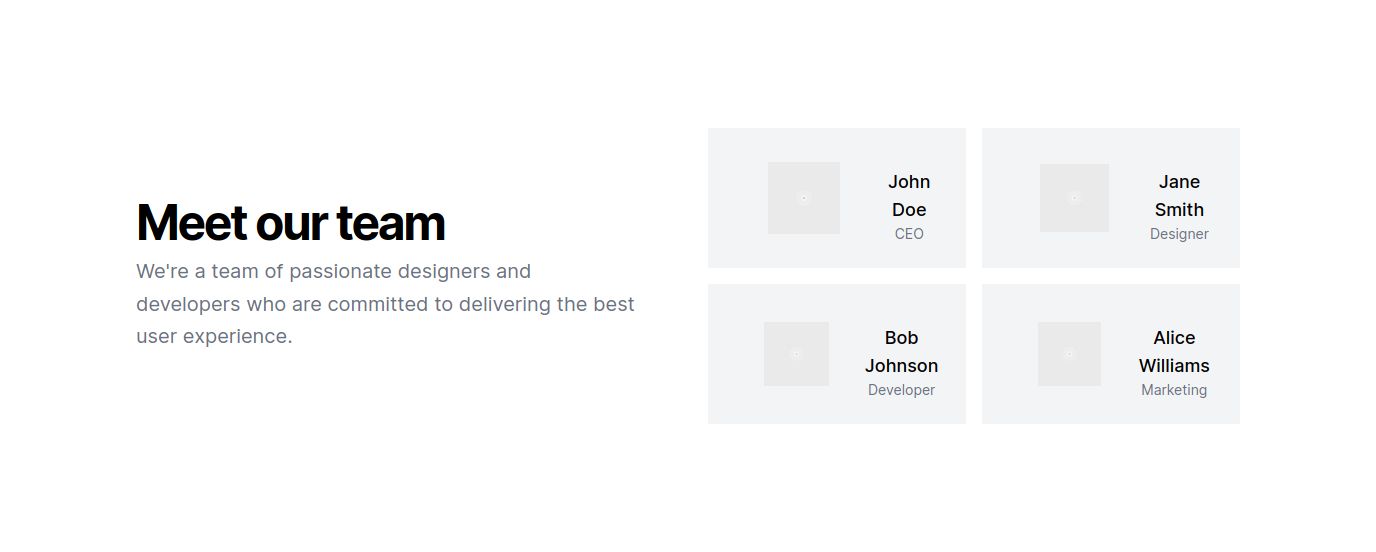 Meet our team
We're a team of passionate designers and
developers who are committed to delivering the best
user experience.
John
Doe
CEO
Jane
Smith
Designer
Bob
Johnson
Developer
Alice
Williams
Marketing